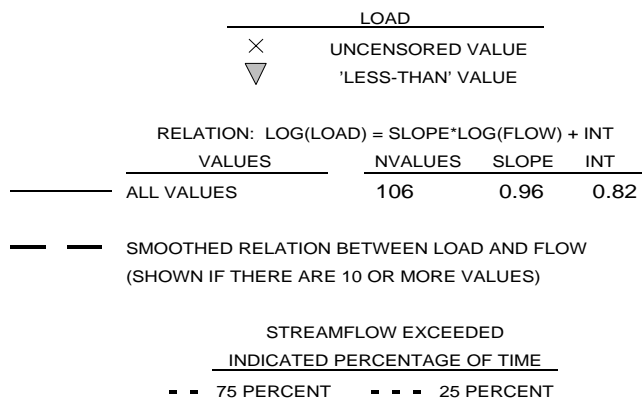 LOAD
UNCENSORED VALUE
'LESS-THAN' VALUE
RELATION: LOG(LOAD) = SLOPE*LOG(FLOW) + INT
VALUES NVALUES SLOPE INT
ALL VALUES 106 0.96 0.82
SMOOTHED RELATION BETWEEN LOAD AND FLOW
(SHOWN IF THERE ARE 10 OR MORE VALUES)
STREAMFLOW EXCEEDED
INDICATED PERCENTAGE OF TIME
75 PERCENT 25 PERCENT